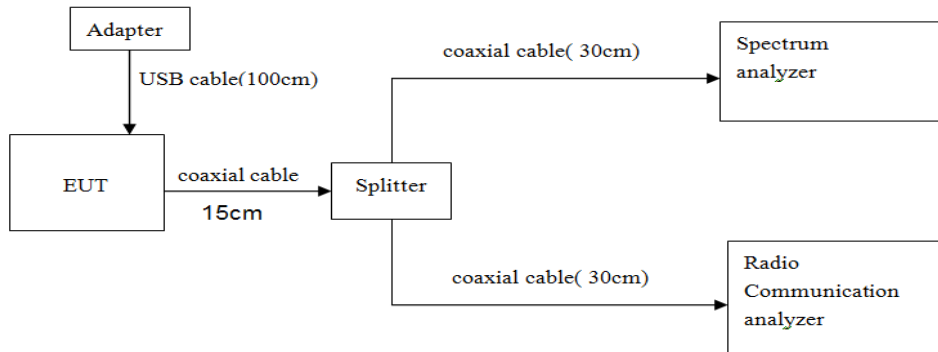 Adapter
USB cable(100cm)
EUT
coaxial cable
15cm
Splitter
coaxial cable( 30cm)
Spectrum
analyzer
coaxial cable( 30cm)
Radio
Communication
analyzer